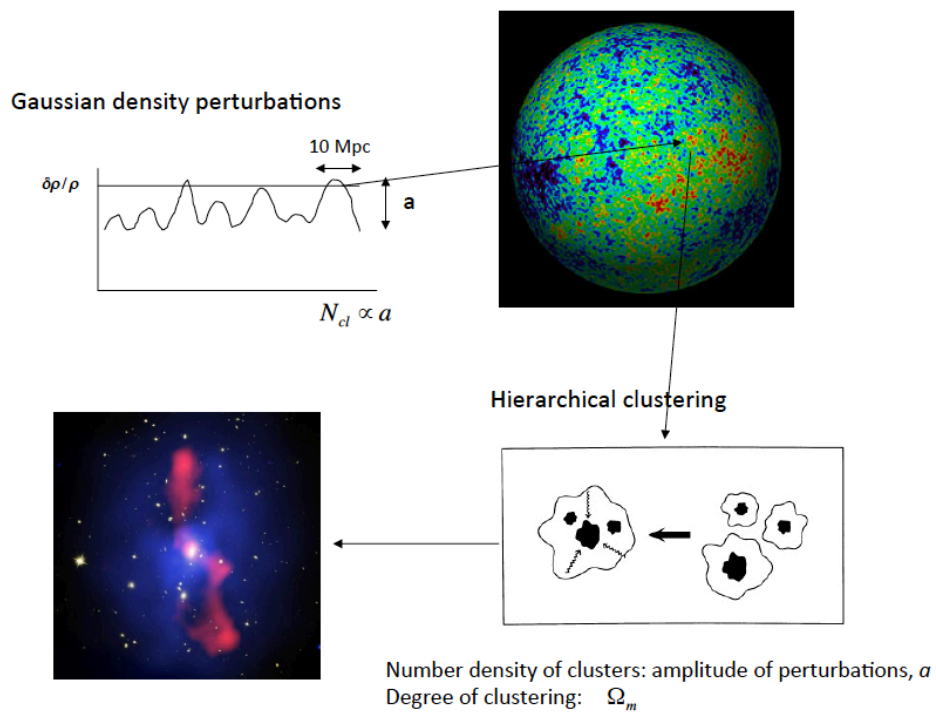 Gaussian density perturbations
10 Mpc
δρ/ρ
a
N_cl ∝ a
Hierarchical clustering
Number density of clusters: amplitude of perturbations, a
Degree of clustering: Ω_m